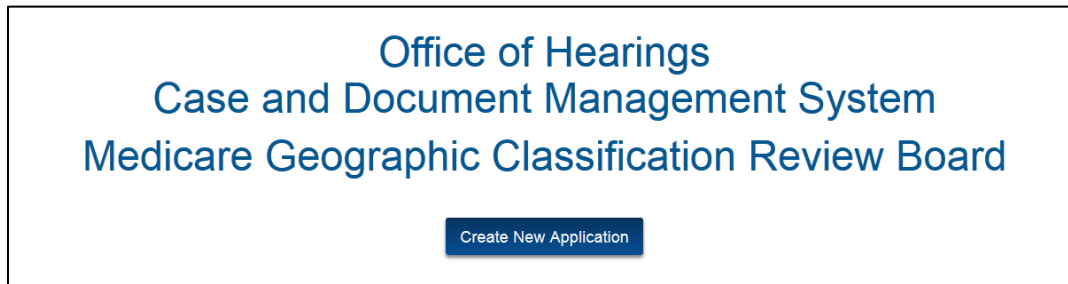 Office of Hearings
Case and Document Management System
Medicare Geographic Classification Review Board
Create New Application